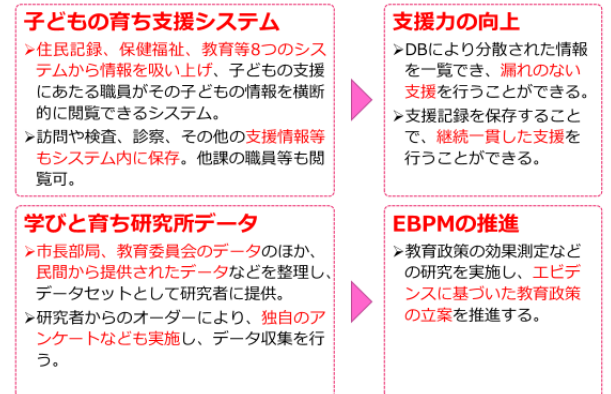 子どもの育ち支援システム
➢住民記録、保健福祉、教育等8つのシス
テムから情報を吸い上げ、子どもの支援
にあたる職員がその子どもの情報を横断
的に閲覧できるシステム。
➢訪問や検査、診察、その他の支援情報等
もシステム内に保存。他課の職員等も閲
覧可。
支援力の向上
➢DBにより分散された情報
を一覧でき、漏れのない
支援を行うことができる。
➢支援記録を保存すること
で、継続一貫した支援を
行うことができる。
学びと育ち研究所データ
➢市長部局、教育委員会のデータのほか、
民間から提供されたデータなどを整理し、
データセットとして研究者に提供。
➢研究者からのオーダーにより、独自のア
ンケートなども実施し、データ収集を行
う。
EBPMの推進
➢教育政策の効果測定など
の研究を実施し、エビデ
ンスに基づいた教育政策
の立案を推進する。